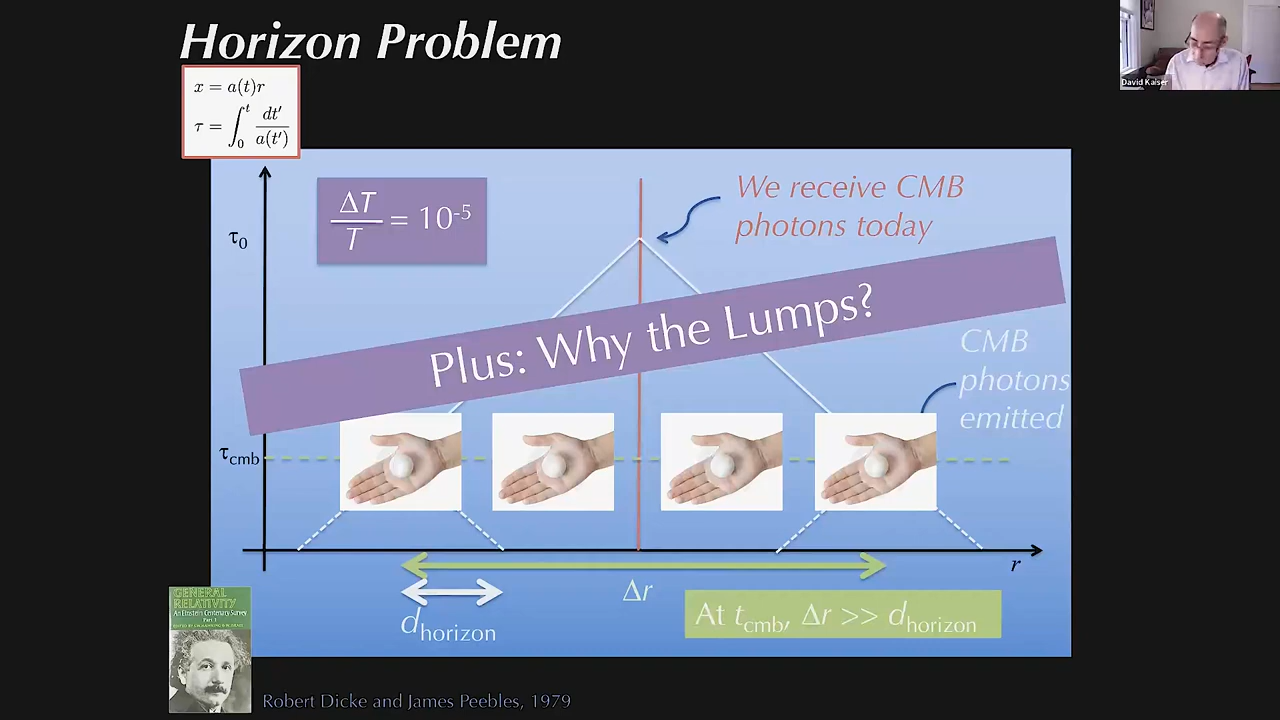 Horizon Problem
David Kaiser
x = a(t)r
τ = ∫₀ᵗ dt′/a(t′)
ΔT/T = 10⁻⁵
We receive CMB
photons today
τ₀
Plus: Why the Lumps?
CMB
photons
emitted
τcmb
r
Δr
dhorizon
At tcmb, Δr >> dhorizon
GENERAL
RELATIVITY
An Einstein Centenary Survey
Part 1
Robert Dicke and James Peebles, 1979